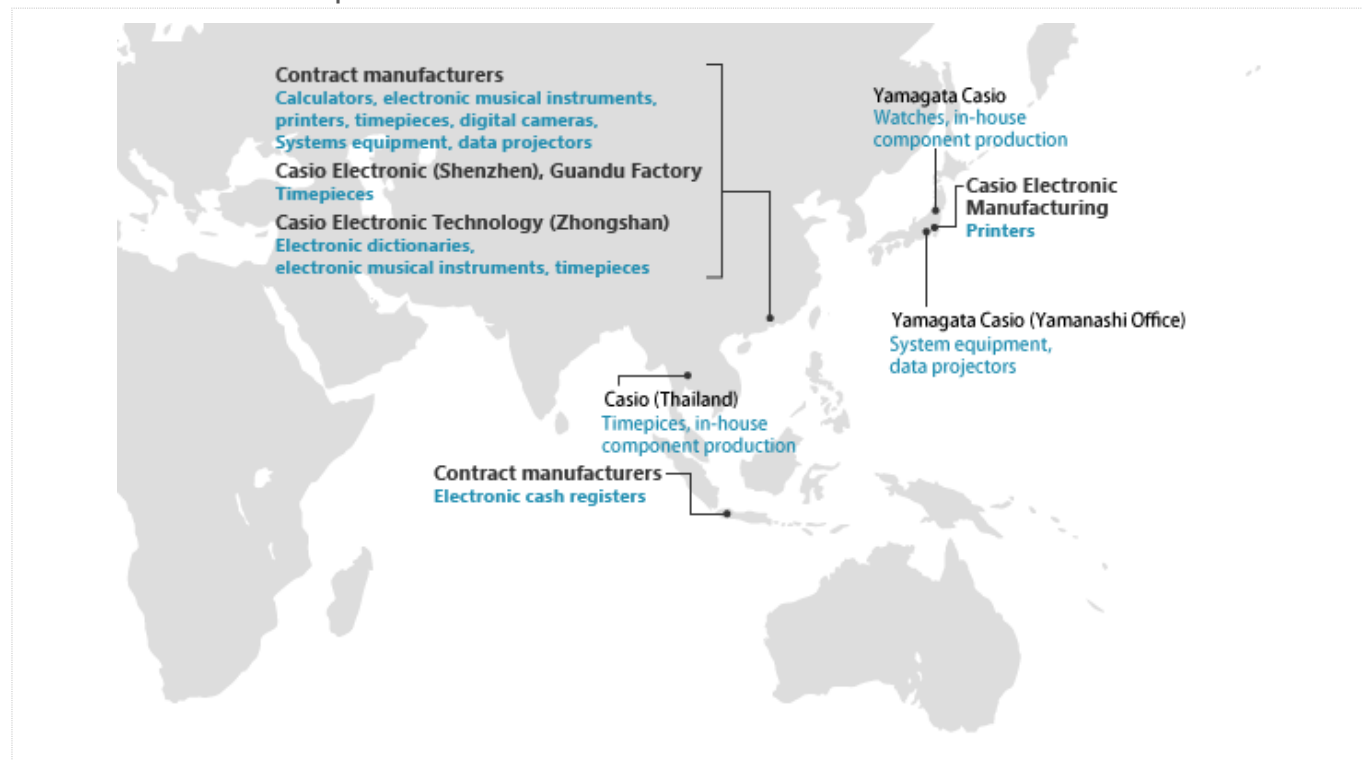 Contract manufacturers
Calculators, electronic musical instruments,
printers, timepieces, digital cameras,
Systems equipment, data projectors
Casio Electronic (Shenzhen), Guandu Factory
Timepieces
Casio Electronic Technology (Zhongshan)
Electronic dictionaries,
electronic musical instruments, timepieces
Yamagata Casio
Watches, in-house
component production
Casio Electronic
Manufacturing
Printers
Yamagata Casio (Yamanashi Office)
System equipment,
data projectors
Casio (Thailand)
Timepices, in-house
component production
Contract manufacturers
Electronic cash registers